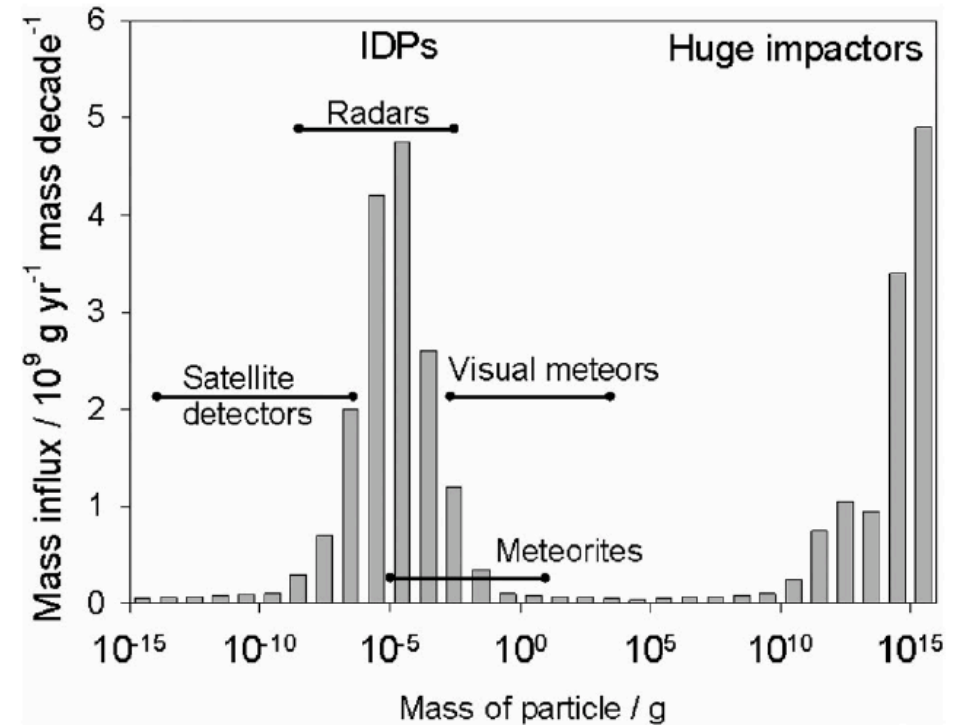 Mass influx / 10⁹ g yr⁻¹ mass decade⁻¹
6
5
4
3
2
1
0
IDPs
Huge impactors
Radars
Satellite
detectors
Visual meteors
Meteorites
10⁻¹⁵ 10⁻¹⁰ 10⁻⁵ 10⁰ 10⁵ 10¹⁰ 10¹⁵
Mass of particle / g